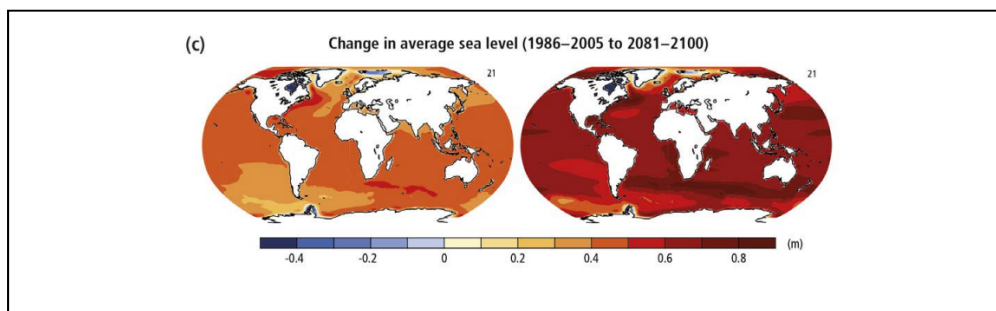 (c) Change in average sea level (1986–2005 to 2081–2100)
21 21
-0.4 -0.2 0 0.2 0.4 0.6 0.8 (m)